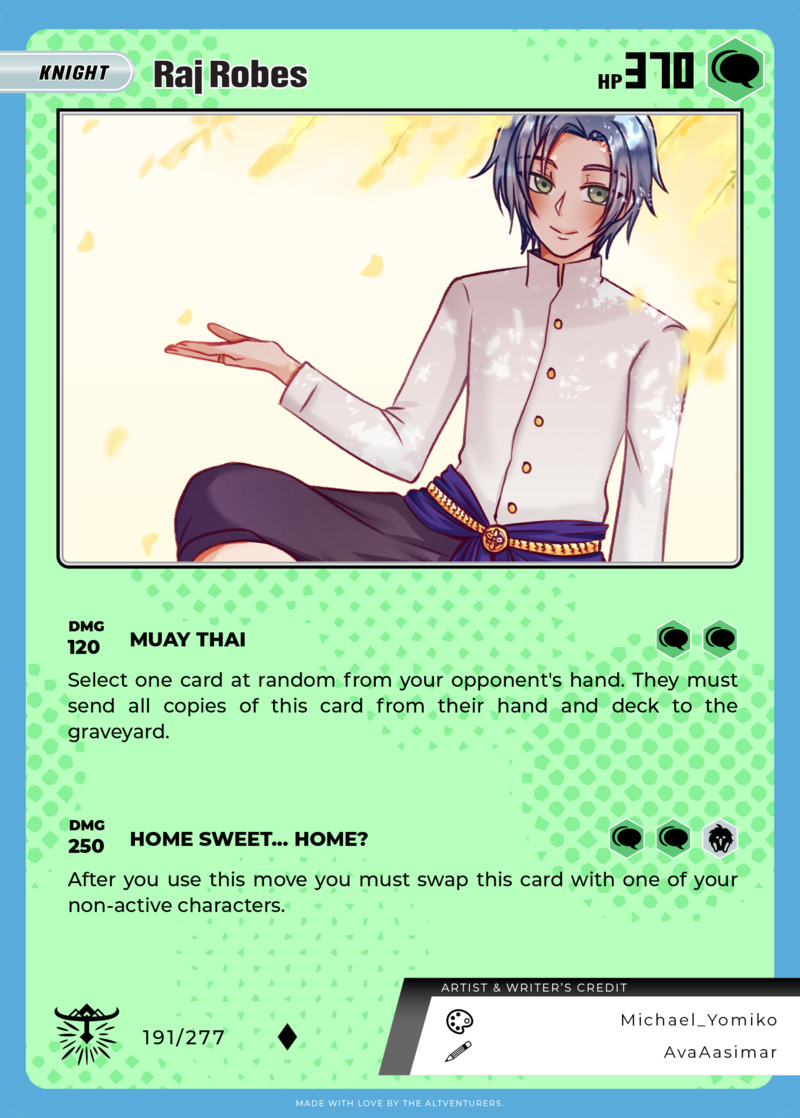 KNIGHT
Raj Robes
HP 370
DMG
120
MUAY THAI
Select one card at random from your opponent's hand. They must
send all copies of this card from their hand and deck to the
graveyard.
DMG
250
HOME SWEET... HOME?
After you use this move you must swap this card with one of your
non-active characters.
191/277
ARTIST & WRITER'S CREDIT
Michael_Yomiko
AvaAasimar
MADE WITH LOVE BY THE ALTVENTURERS.